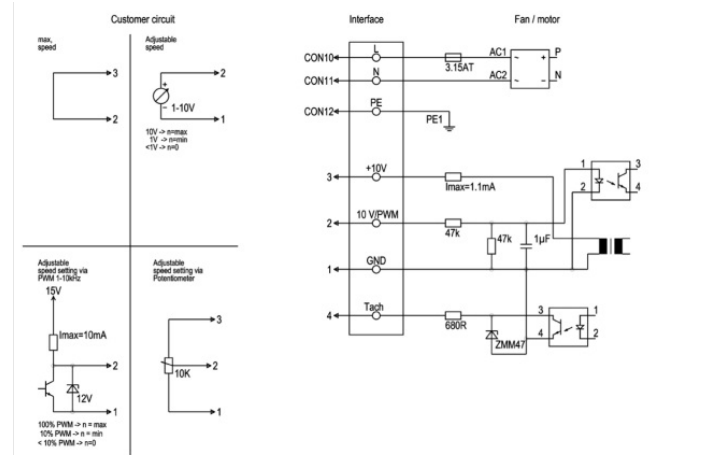 Customer circuit
Interface
Fan / motor
max,
speed
3
2
Adjustable
speed
2
+
- 1-10V
1
10V -> n=max
1V -> n=min
<1V -> n=0
Adjustable
speed setting via
PWM 1-10kHz
15V
Imax=10mA
2
12V
1
100% PWM -> n = max
10% PWM -> n = min
< 10% PWM -> n=0
Adjustable
speed setting via
Potentiometer
3
2
10K
1
CON10
L
3.15AT
AC1
+
P
CON11
N
AC2
-
N
CON12
PE
PE1
3
+10V
Imax=1.1mA
1
3
2
4
2
10 V/PWM
47k
47k
1µF
1
GND
4
Tach
680R
3
1
4
2
ZMM47